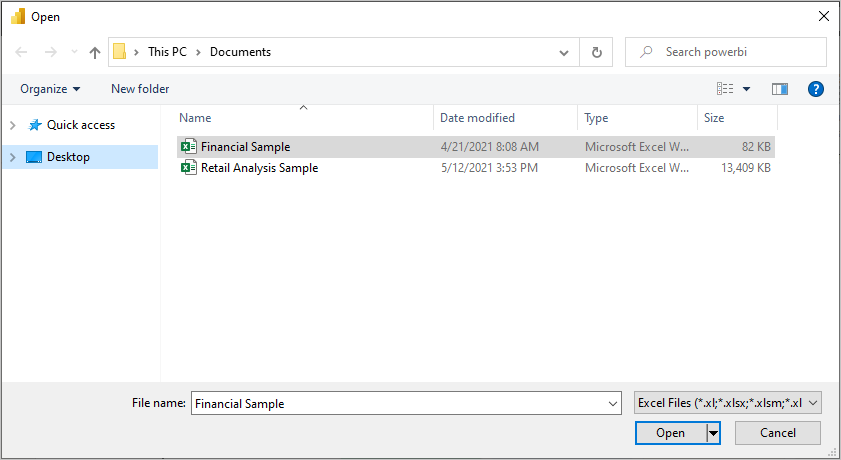 Open
This PC > Documents
Search powerbi
Organize
New folder
?
Name Date modified Type Size
Quick access
Desktop
Financial Sample 4/21/2021 8:08 AM Microsoft Excel W... 82 KB
Retail Analysis Sample 5/12/2021 3:53 PM Microsoft Excel W... 13,409 KB
File name: Financial Sample Excel Files (*.xl;*.xlsx;*.xlsm;*.xl
Open Cancel